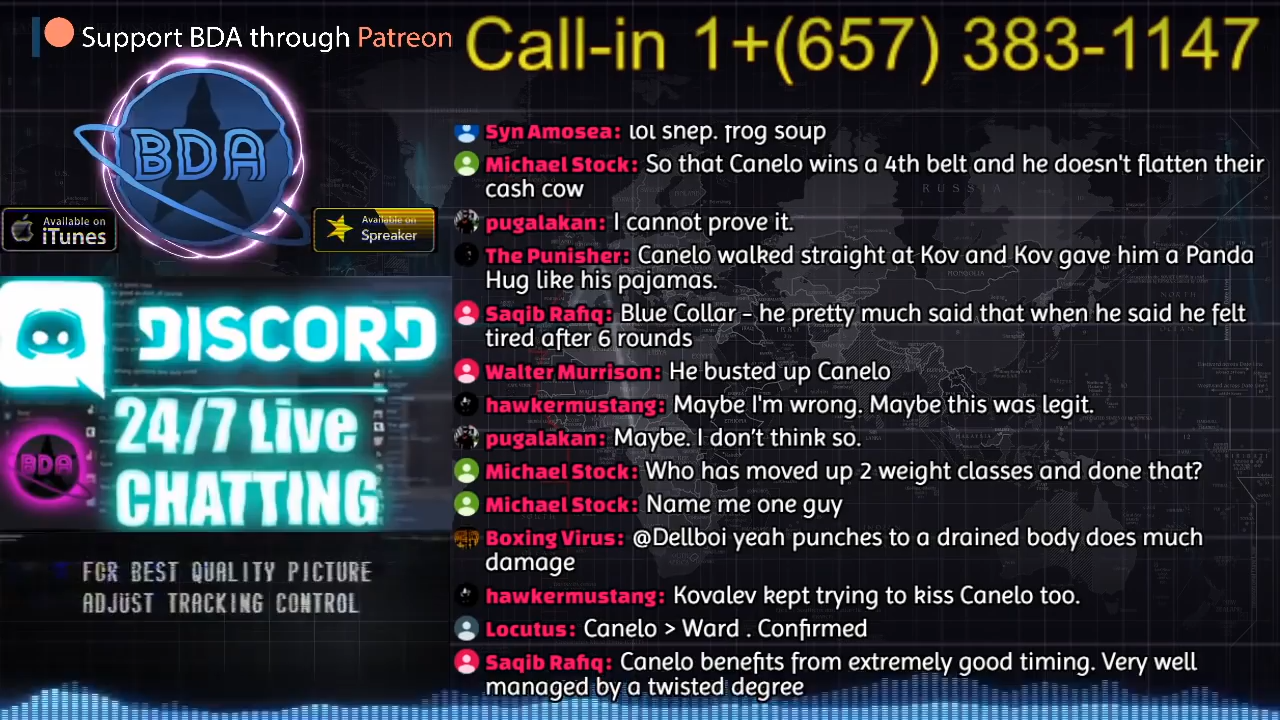 Support BDA through Patreon
Call-in 1+(657) 383-1147
BDA
Available on
iTunes
Available on
Spreaker
DISCORD
24/7 Live
CHATTING
BDA
FOR BEST QUALITY PICTURE
ADJUST TRACKING CONTROL
Syn Amosea: lol shep. frog soup
Michael Stock: So that Canelo wins a 4th belt and he doesn't flatten their
cash cow
pugalakan: I cannot prove it.
The Punisher: Canelo walked straight at Kov and Kov gave him a Panda
Hug like his pajamas.
Saqib Rafiq: Blue Collar - he pretty much said that when he said he felt
tired after 6 rounds
Walter Murrison: He busted up Canelo
hawkermustang: Maybe I'm wrong. Maybe this was legit.
pugalakan: Maybe. I don’t think so.
Michael Stock: Who has moved up 2 weight classes and done that?
Michael Stock: Name me one guy
Boxing Virus: @Dellboi yeah punches to a drained body does much
damage
hawkermustang: Kovalev kept trying to kiss Canelo too.
Locutus: Canelo > Ward . Confirmed
Saqib Rafiq: Canelo benefits from extremely good timing. Very well
managed by a twisted degree
RUSSIA
MONGOLIA